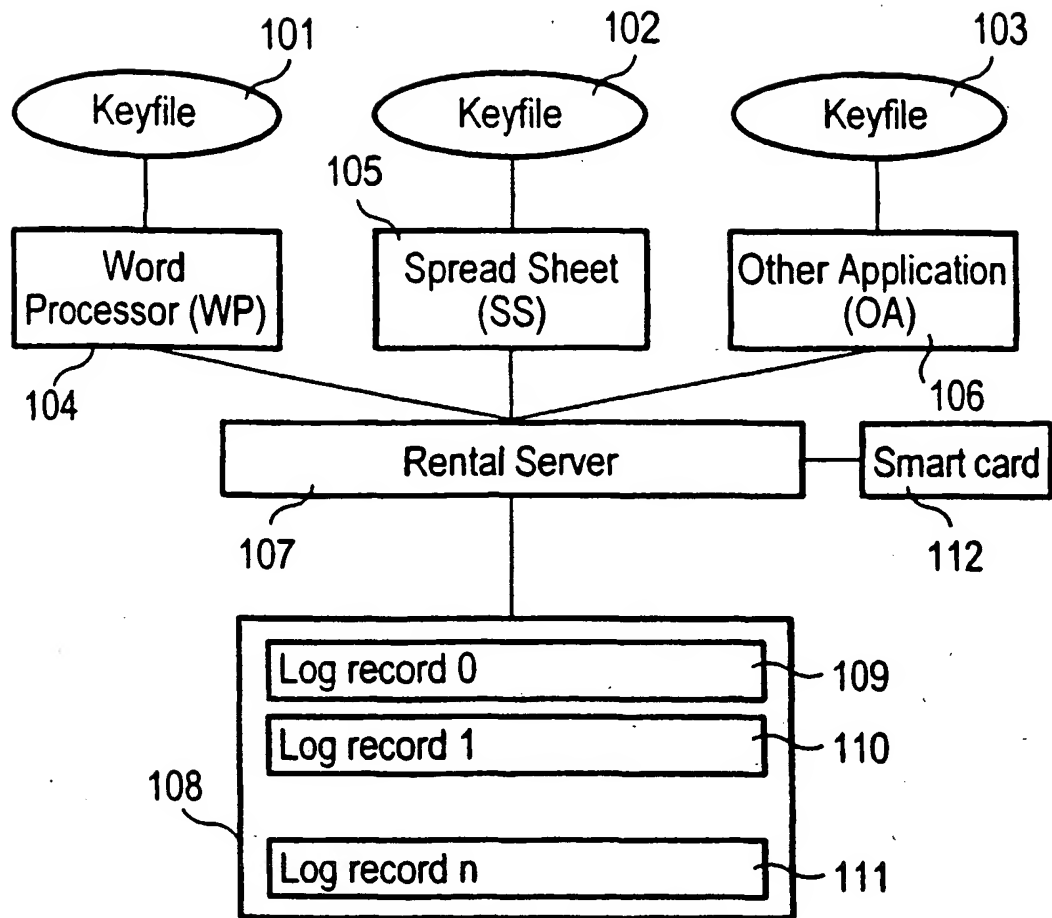 101
102
103
Keyfile
Keyfile
Keyfile
105
Word
Processor (WP)
Spread Sheet
(SS)
Other Application
(OA)
104
106
Rental Server
Smart card
107
112
Log record 0
109
Log record 1
110
108
Log record n
111